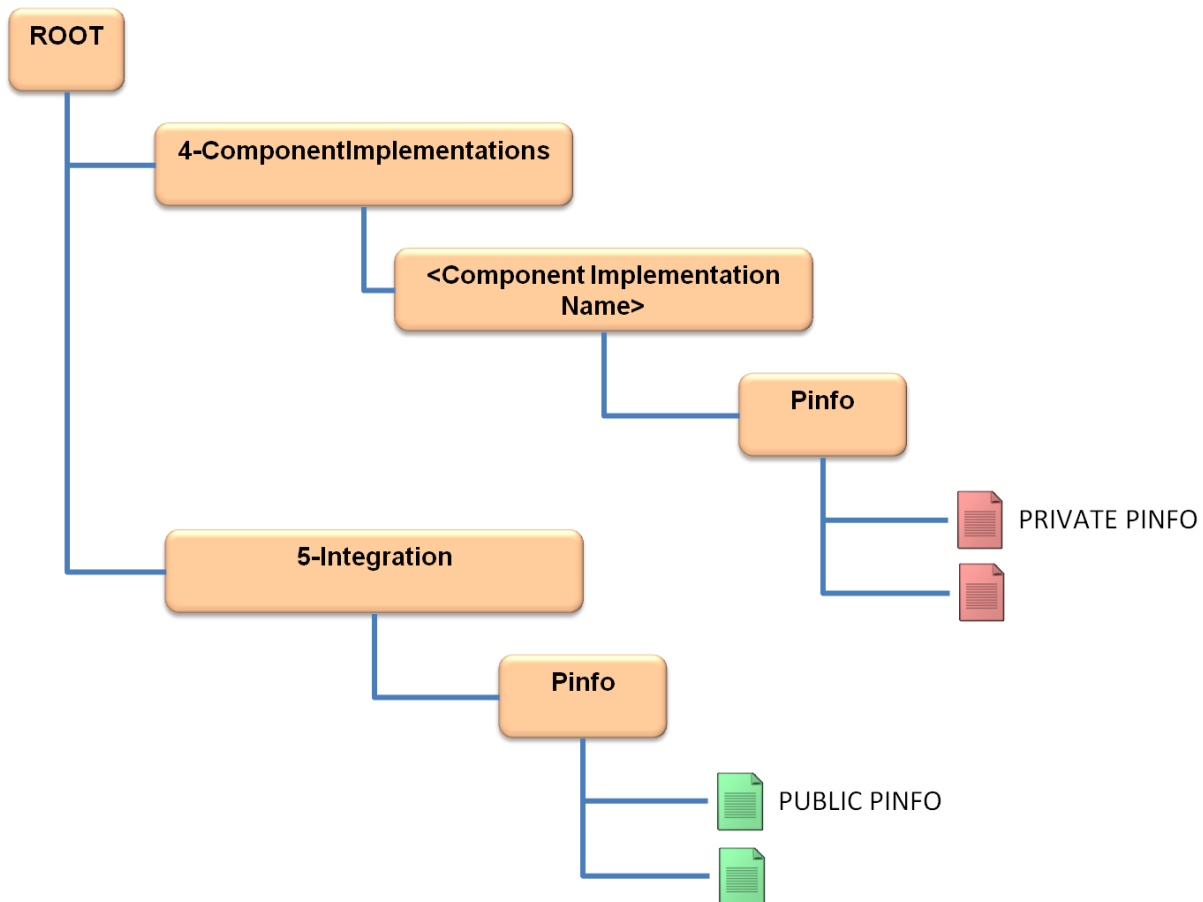 ROOT
4-ComponentImplementations
<Component Implementation
Name>
Pinfo
PRIVATE PINFO
5-Integration
Pinfo
PUBLIC PINFO